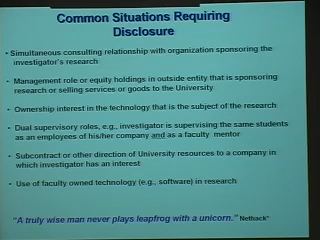 Common Situations Requiring
Disclosure
• Simultaneous consulting relationship with organization sponsoring the
investigator's research
- Management role or equity holdings in outside entity that is sponsoring
research or selling services or goods to the University
- Ownership interest in the technology that is the subject of the research
- Dual supervisory roles, e.g., investigator is supervising the same students
as an employees of his/her company and as a faculty mentor
- Subcontract or other direction of University resources to a company in
which investigator has an interest
- Use of faculty owned technology (e.g., software) in research
"A truly wise man never plays leapfrog with a unicorn." Nethack"